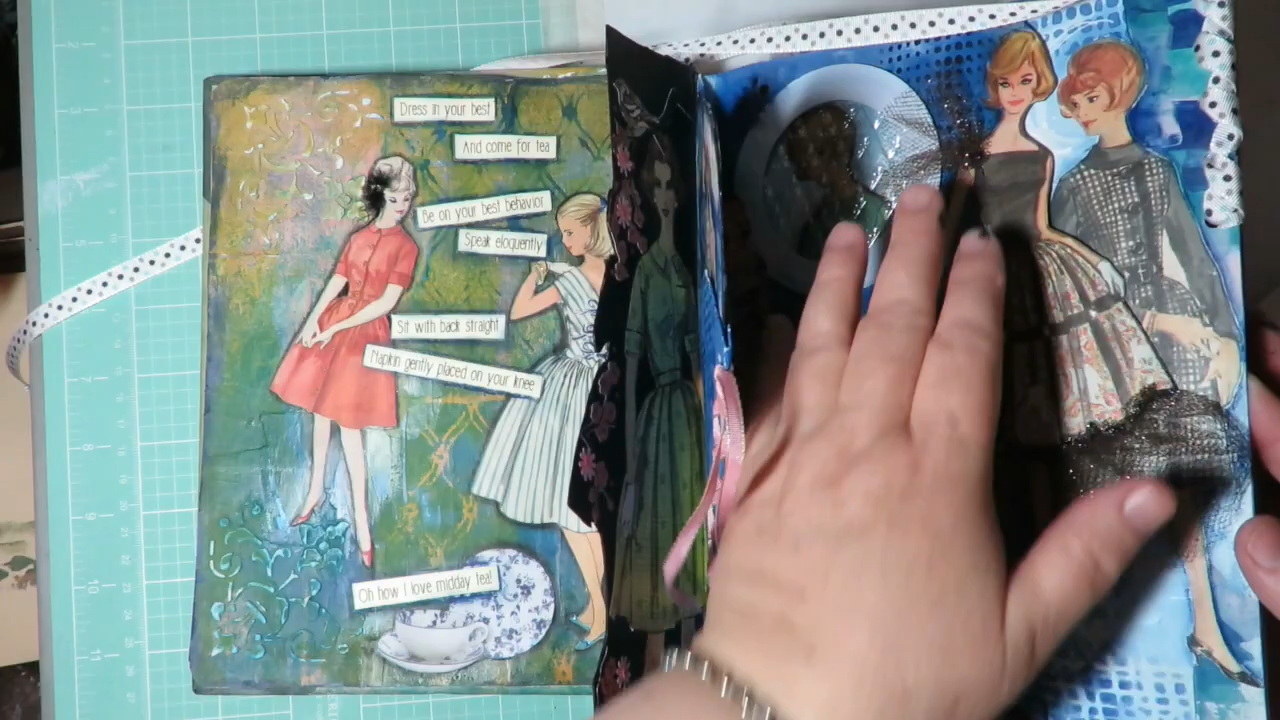 Dress in your best
And come for tea
Be on your best behavior
Speak eloquently
Sit with back straight
Napkin gently placed on your knee
Oh how I love midday tea!